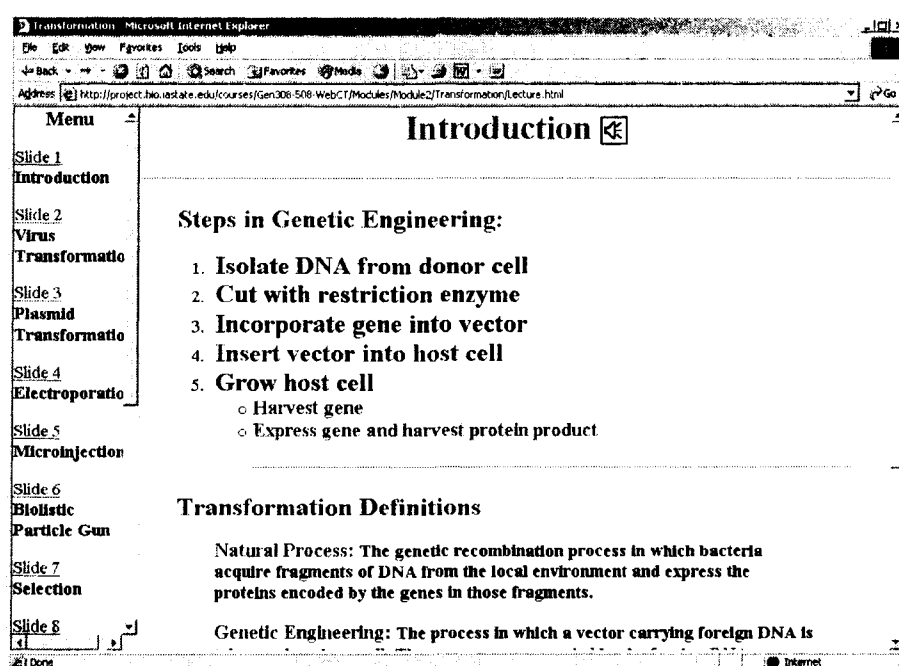 Transformation - Microsoft Internet Explorer
File Edit View Favorites Tools Help
Back Search Favorites Media
Address http://project.bio.iastate.edu/courses/Gen308-508-WebCT/Modules/Module2/Transformation/Lecture.html Go
Menu
Slide 1
Introduction
Slide 2
Virus
Transformatio
Slide 3
Plasmid
Transformatio
Slide 4
Electroporatio
Slide 5
Microinjection
Slide 6
Biolistic
Particle Gun
Slide 7
Selection
Slide 8
Introduction
Steps in Genetic Engineering:
1. Isolate DNA from donor cell
2. Cut with restriction enzyme
3. Incorporate gene into vector
4. Insert vector into host cell
5. Grow host cell
○ Harvest gene
○ Express gene and harvest protein product
Transformation Definitions
Natural Process: The genetic recombination process in which bacteria
acquire fragments of DNA from the local environment and express the
proteins encoded by the genes in those fragments.
Genetic Engineering: The process in which a vector carrying foreign DNA is
Done Internet